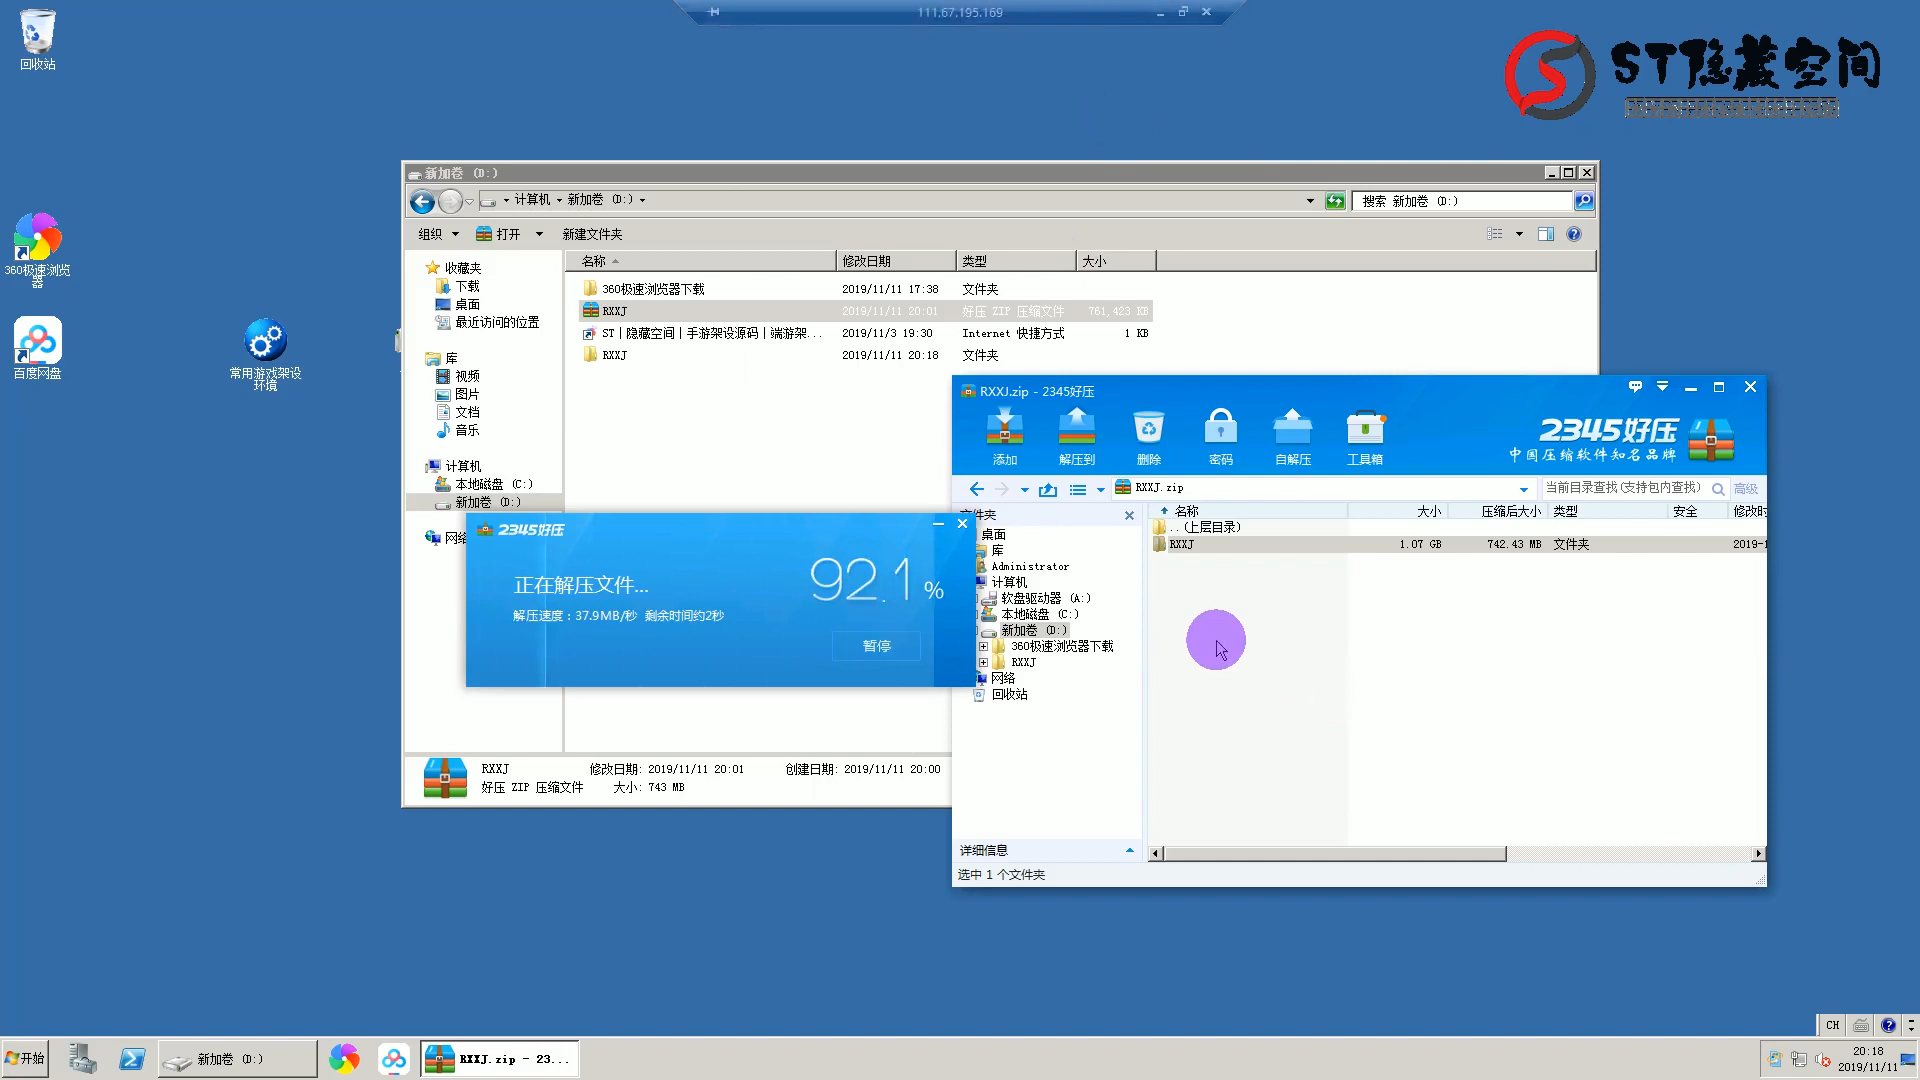 回收站
111.67.195.169
ST隐藏空间
360极速浏览
器
百度网盘
常用游戏架设
环境
新加卷 (D:)
计算机
新加卷 (D:)
搜索 新加卷 (D:)
组织
打开
新建文件夹
名称
修改日期
类型
大小
收藏夹
下载
桌面
最近访问的位置
库
视频
图片
文档
音乐
计算机
本地磁盘 (C:)
新加卷 (D:)
网络
360极速浏览器下载 2019/11/11 17:38 文件夹
RXXJ 2019/11/11 20:01 好压 ZIP 压缩文件 761,423 KB
ST|隐藏空间|手游架设源码|端游架... 2019/11/3 19:30 Internet 快捷方式 1 KB
RXXJ 2019/11/11 20:18 文件夹
RXXJ 修改日期: 2019/11/11 20:01 创建日期: 2019/11/11 20:00
好压 ZIP 压缩文件 大小: 743 MB
2345好压
正在解压文件...
92.1 %
解压速度:37.9MB/秒 剩余时间约2秒
暂停
RXXJ.zip - 2345好压
添加
解压到
删除
密码
自解压
工具箱
2345好压
中国压缩软件知名品牌
RXXJ.zip
当前目录查找(支持包内查找)
高级
文件夹
桌面
库
Administrator
计算机
软盘驱动器 (A:)
本地磁盘 (C:)
新加卷 (D:)
360极速浏览器下载
RXXJ
网络
回收站
名称 大小 压缩后大小 类型 安全 修改时
..(上层目录)
RXXJ 1.07 GB 742.43 MB 文件夹 2019-1
详细信息
选中 1 个文件夹
CH
开始
新加卷 (D:)
RXXJ.zip - 23...
20:18
2019/11/11